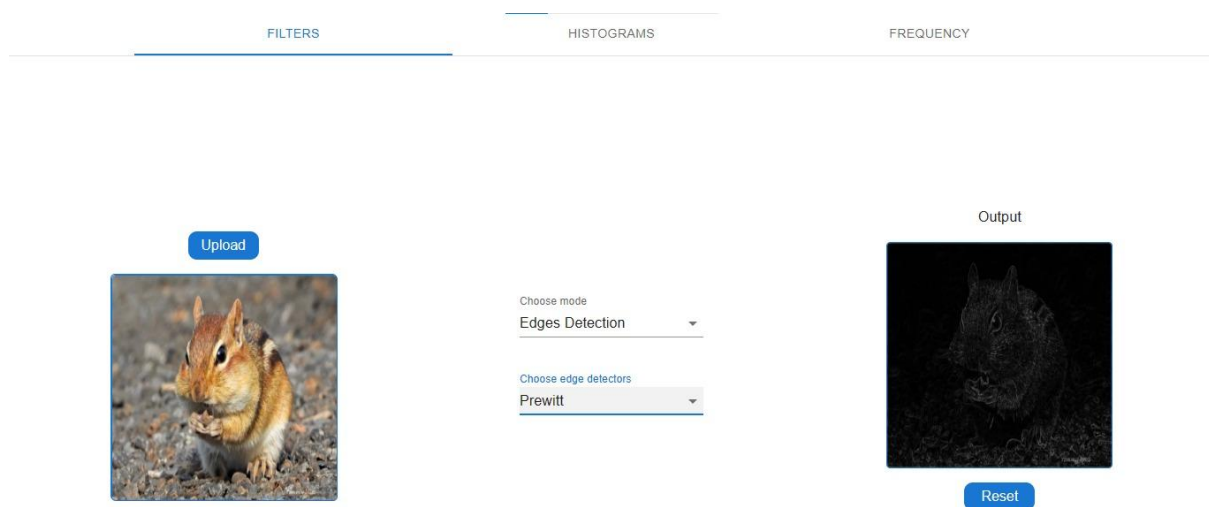 FILTERS
HISTOGRAMS
FREQUENCY
Output
Upload
Choose mode
Edges Detection
Choose edge detectors
Prewitt
Reset